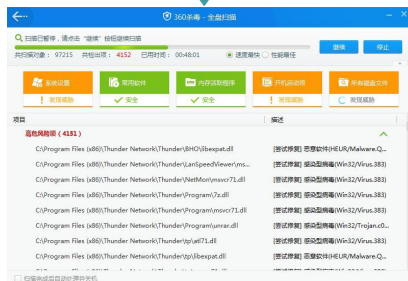 360杀毒 - 全盘扫描
扫描已暂停，请点击 "继续" 按钮继续扫描
继续
停止
共扫描对象： 97215 共检出项： 4152 已用时间： 00:48:01 速度最快 性能最佳
系统设置
常用软件
内存活跃程序
开机启动项
所有磁盘文件
发现威胁
安全
安全
发现威胁
发现威胁
项目 描述
高危风险项（4151）
C:\Program Files (x86)\Thunder Network\Thunder\BHO\libexpat.dll [尝试修复] 恶意软件(HEUR/Malware.Q...
C:\Program Files (x86)\Thunder Network\Thunder\LanSpeedViewer\ms... [尝试修复] 感染型病毒(Win32/Virus.383)
C:\Program Files (x86)\Thunder Network\Thunder\NetMon\msvcr71.dll [尝试修复] 感染型病毒(Win32/Virus.383)
C:\Program Files (x86)\Thunder Network\Thunder\Program\7z.dll [尝试修复] 感染型病毒(Win32/Virus.383)
C:\Program Files (x86)\Thunder Network\Thunder\Program\msvcr71.dll [尝试修复] 感染型病毒(Win32/Virus.383)
C:\Program Files (x86)\Thunder Network\Thunder\Program\unrar.dll [尝试修复] 感染型病毒(Win32/Trojan.c0...
C:\Program Files (x86)\Thunder Network\Thunder\tp\atl71.dll [尝试修复] 感染型病毒(Win32/Virus.383)
C:\Program Files (x86)\Thunder Network\Thunder\tp\libexpat.dll [尝试修复] 恶意软件(HEUR/Malware.Q...
扫描完成后自动处理并关机